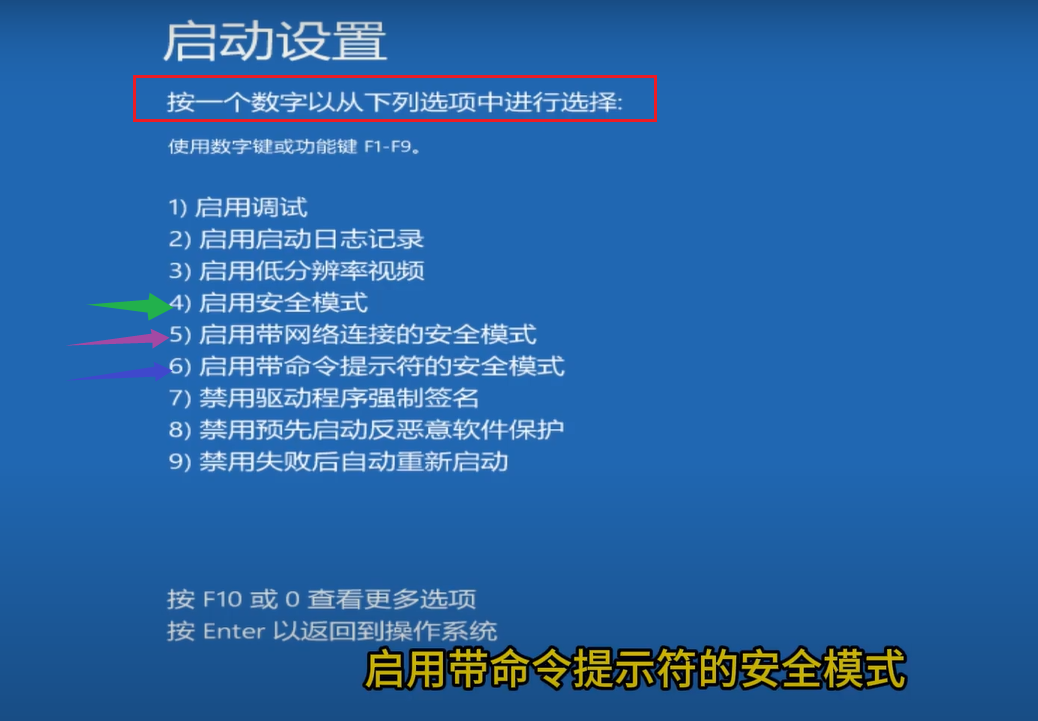 启动设置
按一个数字以从下列选项中进行选择:
使用数字键或功能键 F1-F9。
1) 启用调试
2) 启用启动日志记录
3) 启用低分辨率视频
4) 启用安全模式
5) 启用带网络连接的安全模式
6) 启用带命令提示符的安全模式
7) 禁用驱动程序强制签名
8) 禁用预先启动反恶意软件保护
9) 禁用失败后自动重新启动
按 F10 或 0 查看更多选项
按 Enter 以返回到操作系统
启用带命令提示符的安全模式